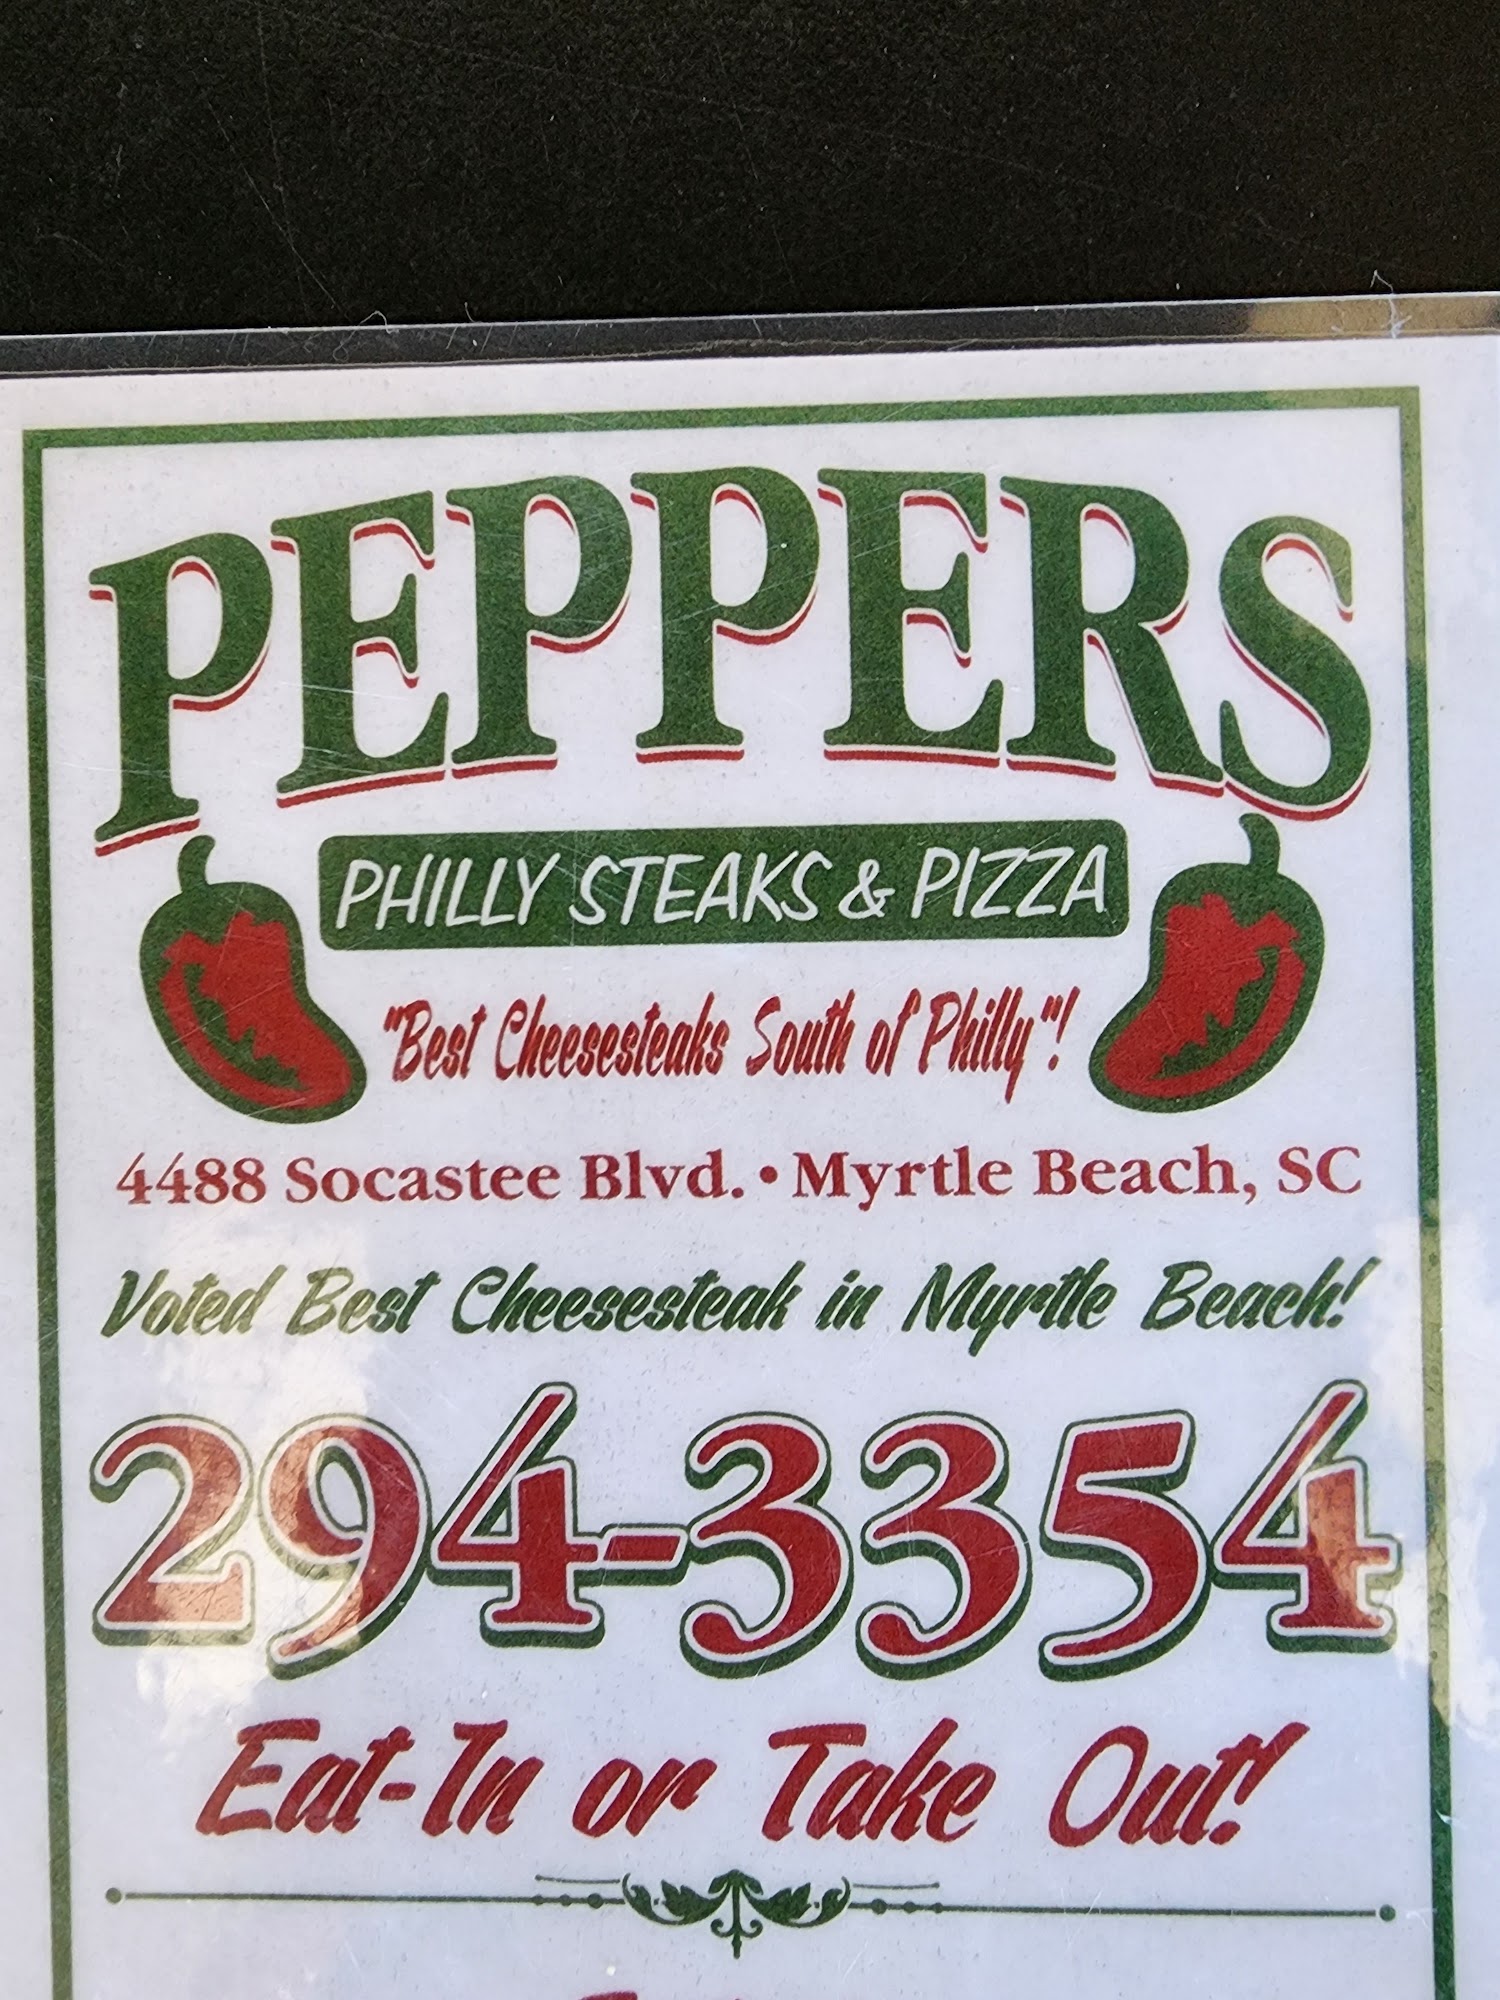 PEPPERS
PHILLY STEAKS & PIZZA
"Best Cheesesteaks South of Philly"!
4488 Socastee Blvd. • Myrtle Beach, SC
Voted Best Cheesesteak in Myrtle Beach!
294-3354
Eat-In or Take Out!